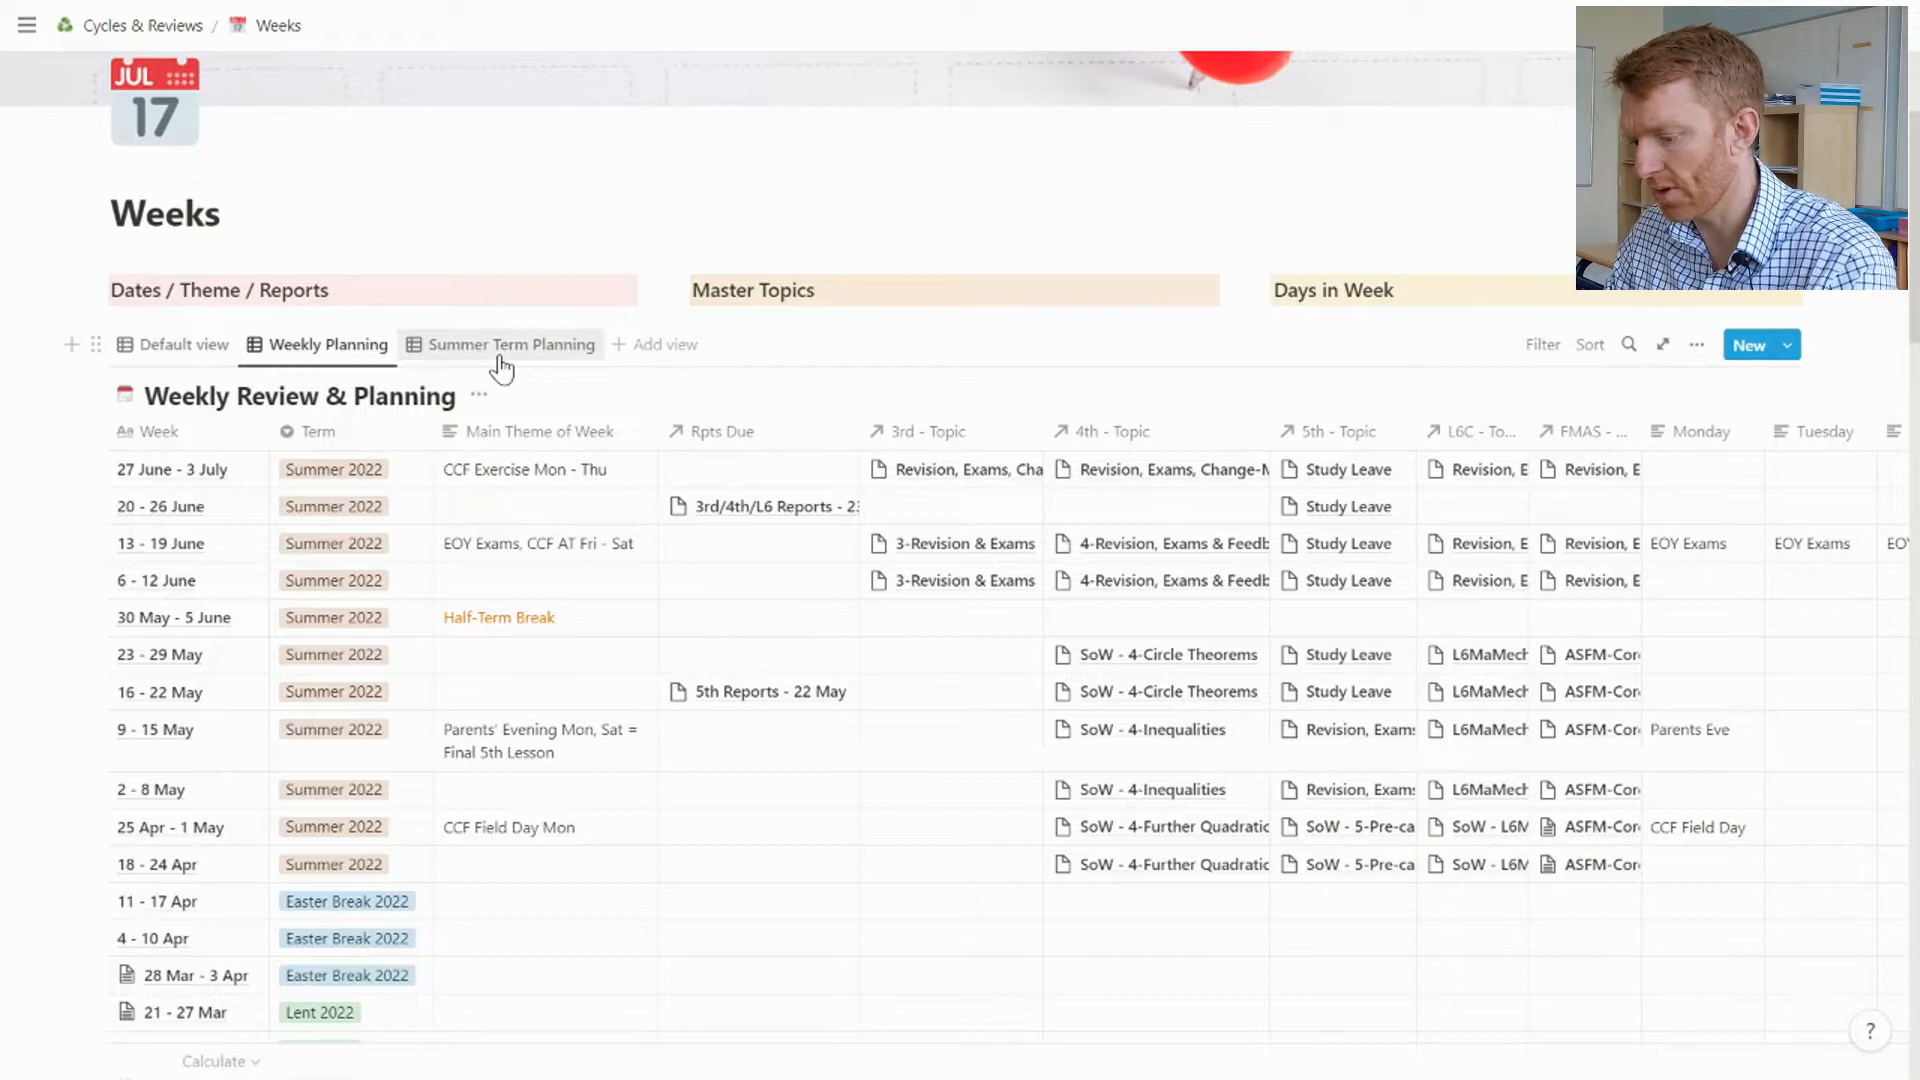 Cycles & Reviews / Weeks
JUL
17
Weeks
Dates / Theme / Reports Master Topics Days in Week
Default view Weekly Planning Summer Term Planning Add view Filter Sort New
Weekly Review & Planning
Aa Week Term Main Theme of Week Rpts Due 3rd - Topic 4th - Topic 5th - Topic L6C - To... FMAS - ... Monday Tuesday
27 June - 3 July Summer 2022 CCF Exercise Mon - Thu Revision, Exams, Cha Revision, Exams, Change-M Study Leave Revision, E Revision, E
20 - 26 June Summer 2022 3rd/4th/L6 Reports - 23 Study Leave
13 - 19 June Summer 2022 EOY Exams, CCF AT Fri - Sat 3-Revision & Exams 4-Revision, Exams & Feedb Study Leave Revision, E Revision, E EOY Exams EOY Exams EOY
6 - 12 June Summer 2022 3-Revision & Exams 4-Revision, Exams & Feedb Study Leave Revision, E Revision, E
30 May - 5 June Summer 2022 Half-Term Break
23 - 29 May Summer 2022 SoW - 4-Circle Theorems Study Leave L6MaMech ASFM-Cor
16 - 22 May Summer 2022 5th Reports - 22 May SoW - 4-Circle Theorems Study Leave L6MaMech ASFM-Cor
9 - 15 May Summer 2022 Parents' Evening Mon, Sat = SoW - 4-Inequalities Revision, Exams L6MaMech ASFM-Cor Parents Eve
Final 5th Lesson
2 - 8 May Summer 2022 SoW - 4-Inequalities Revision, Exams L6MaMech ASFM-Cor
25 Apr - 1 May Summer 2022 CCF Field Day Mon SoW - 4-Further Quadratic SoW - 5-Pre-ca SoW - L6M ASFM-Cor CCF Field Day
18 - 24 Apr Summer 2022 SoW - 4-Further Quadratic SoW - 5-Pre-ca SoW - L6M ASFM-Cor
11 - 17 Apr Easter Break 2022
4 - 10 Apr Easter Break 2022
28 Mar - 3 Apr Easter Break 2022
21 - 27 Mar Lent 2022
Calculate
?